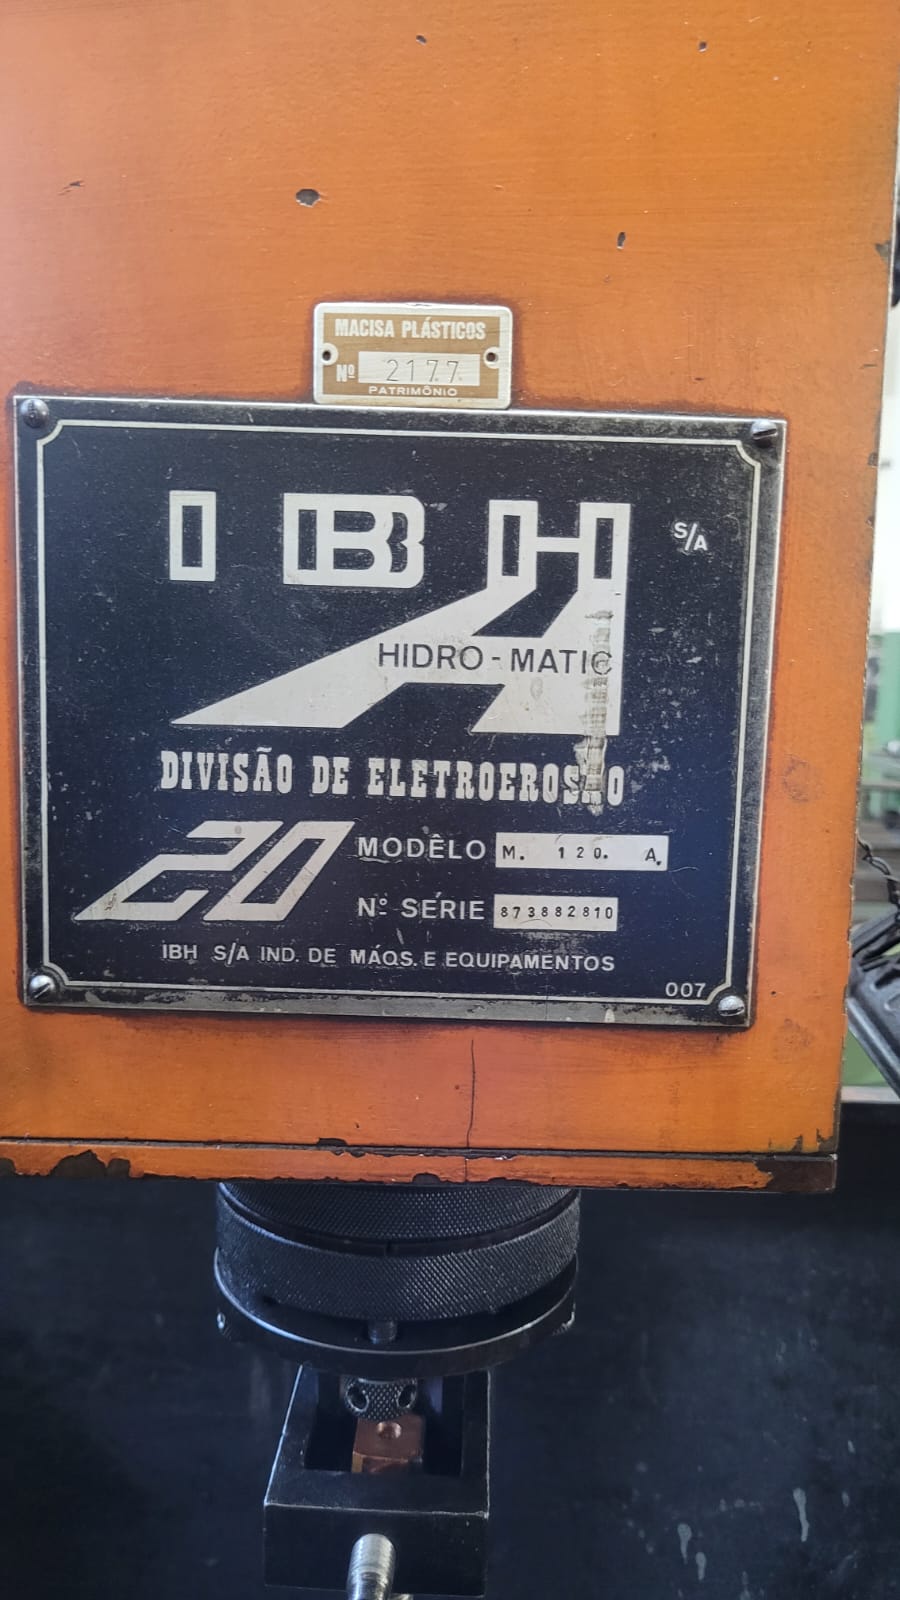 MACISA PLÁSTICOS
Nº 2177
PATRIMÔNIO
IBH S/A
HIDRO-MATIC
DIVISÃO DE ELETROEROSÃO
20
MODÊLO M. 120. A.
Nº SÉRIE 873882810
IBH S/A IND. DE MÁQS. E EQUIPAMENTOS
007